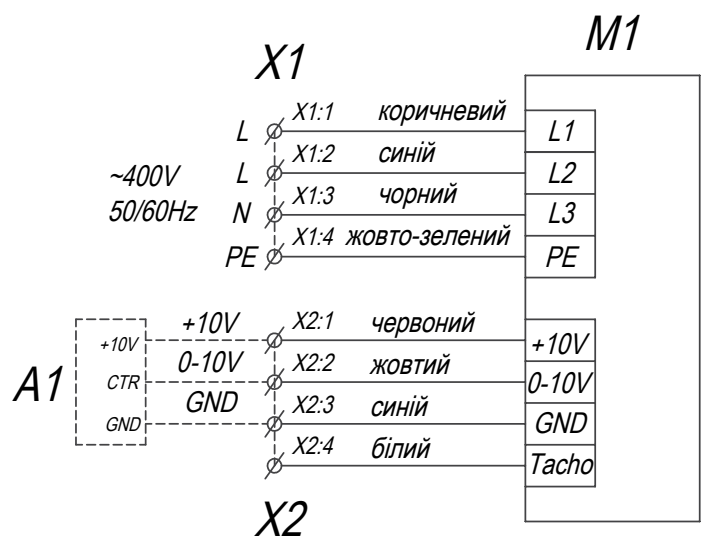 M1
X1
L X1:1 коричневий L1
L X1:2 синій L2
~400V
50/60Hz
N X1:3 чорний L3
PE X1:4 жовто-зелений PE
A1
+10V +10V X2:1 червоний +10V
CTR 0-10V X2:2 жовтий 0-10V
GND GND X2:3 синій GND
X2:4 білий Tacho
X2